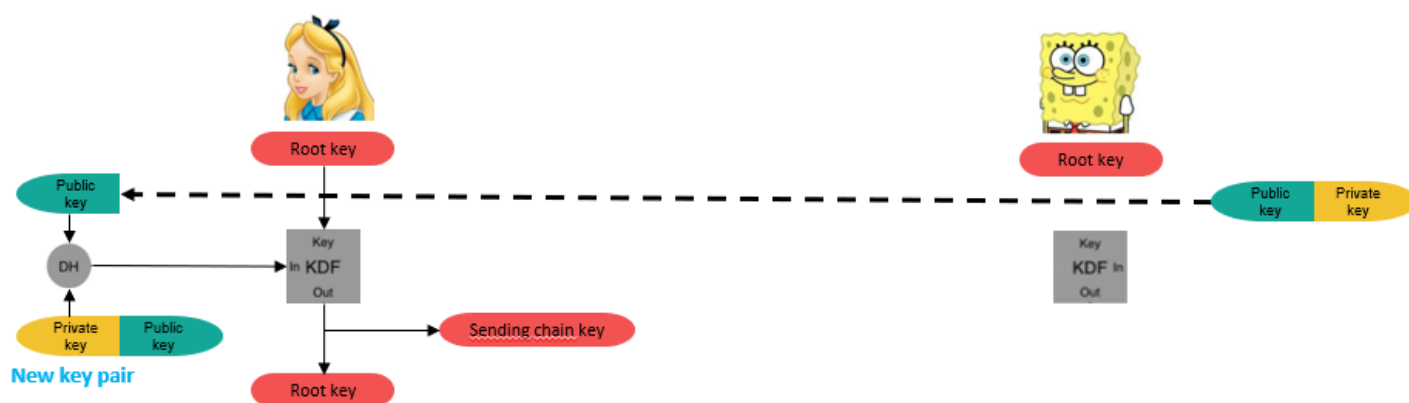 Root key
Root key
Public
key
Public
key
Private
key
Key
In KDF
Out
Key
KDF In
Out
DH
Private
key
Public
key
Sending chain key
New key pair
Root key